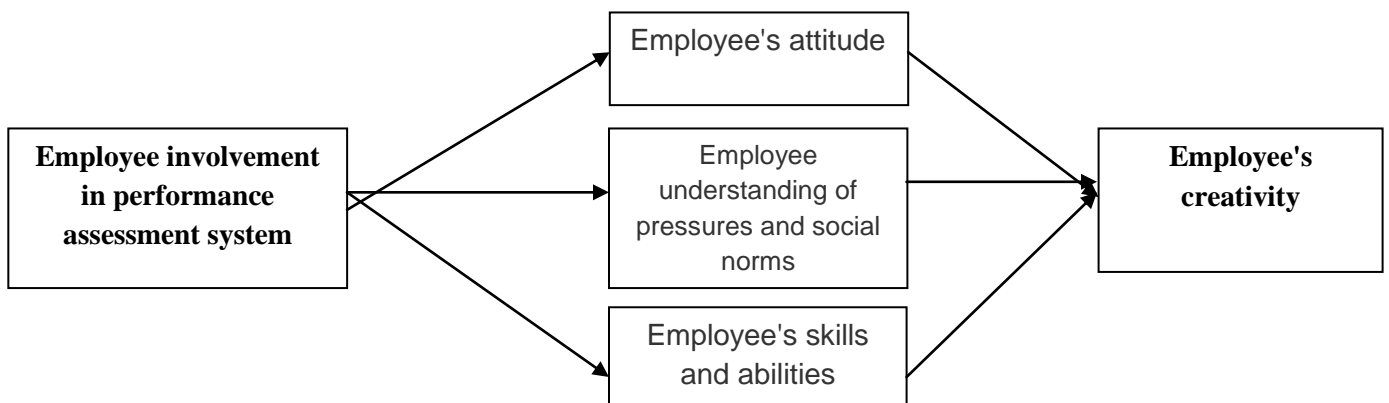 Employee's attitude
Employee involvement
in performance
assessment system
Employee
understanding of
pressures and social
norms
Employee's
creativity
Employee's skills
and abilities